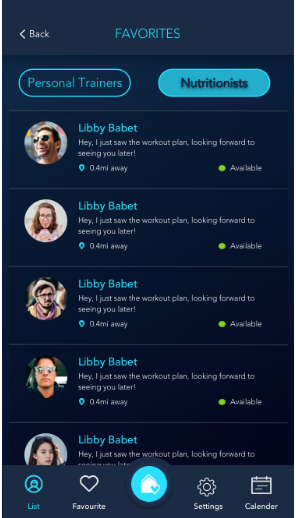 Back
FAVORITES
Personal Trainers
Nutritionists
Libby Babet
Hey, I just saw the workout plan, looking forward to
seeing you later!
0.4mi away
Available
Libby Babet
Hey, I just saw the workout plan, looking forward to
seeing you later!
0.4mi away
Available
Libby Babet
Hey, I just saw the workout plan, looking forward to
seeing you later!
0.4mi away
Available
Libby Babet
Hey, I just saw the workout plan, looking forward to
seeing you later!
0.4mi away
Available
Libby Babet
Hey, I just saw the workout plan, looking forward to
List
Favourite
Settings
Calender